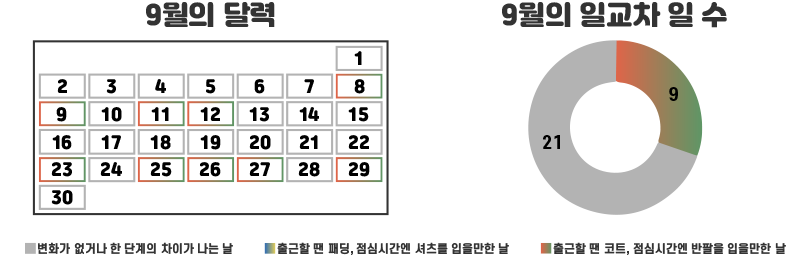 9월의 달력
9월의 일교차 일 수
1
2 3 4 5 6 7 8
9 10 11 12 13 14 15
16 17 18 19 20 21 22
23 24 25 26 27 28 29
30
9
21
변화가 없거나 한 단계의 차이가 나는 날
출근할 땐 패딩, 점심시간엔 셔츠를 입을만한 날
출근할 땐 코트, 점심시간엔 반팔을 입을만한 날